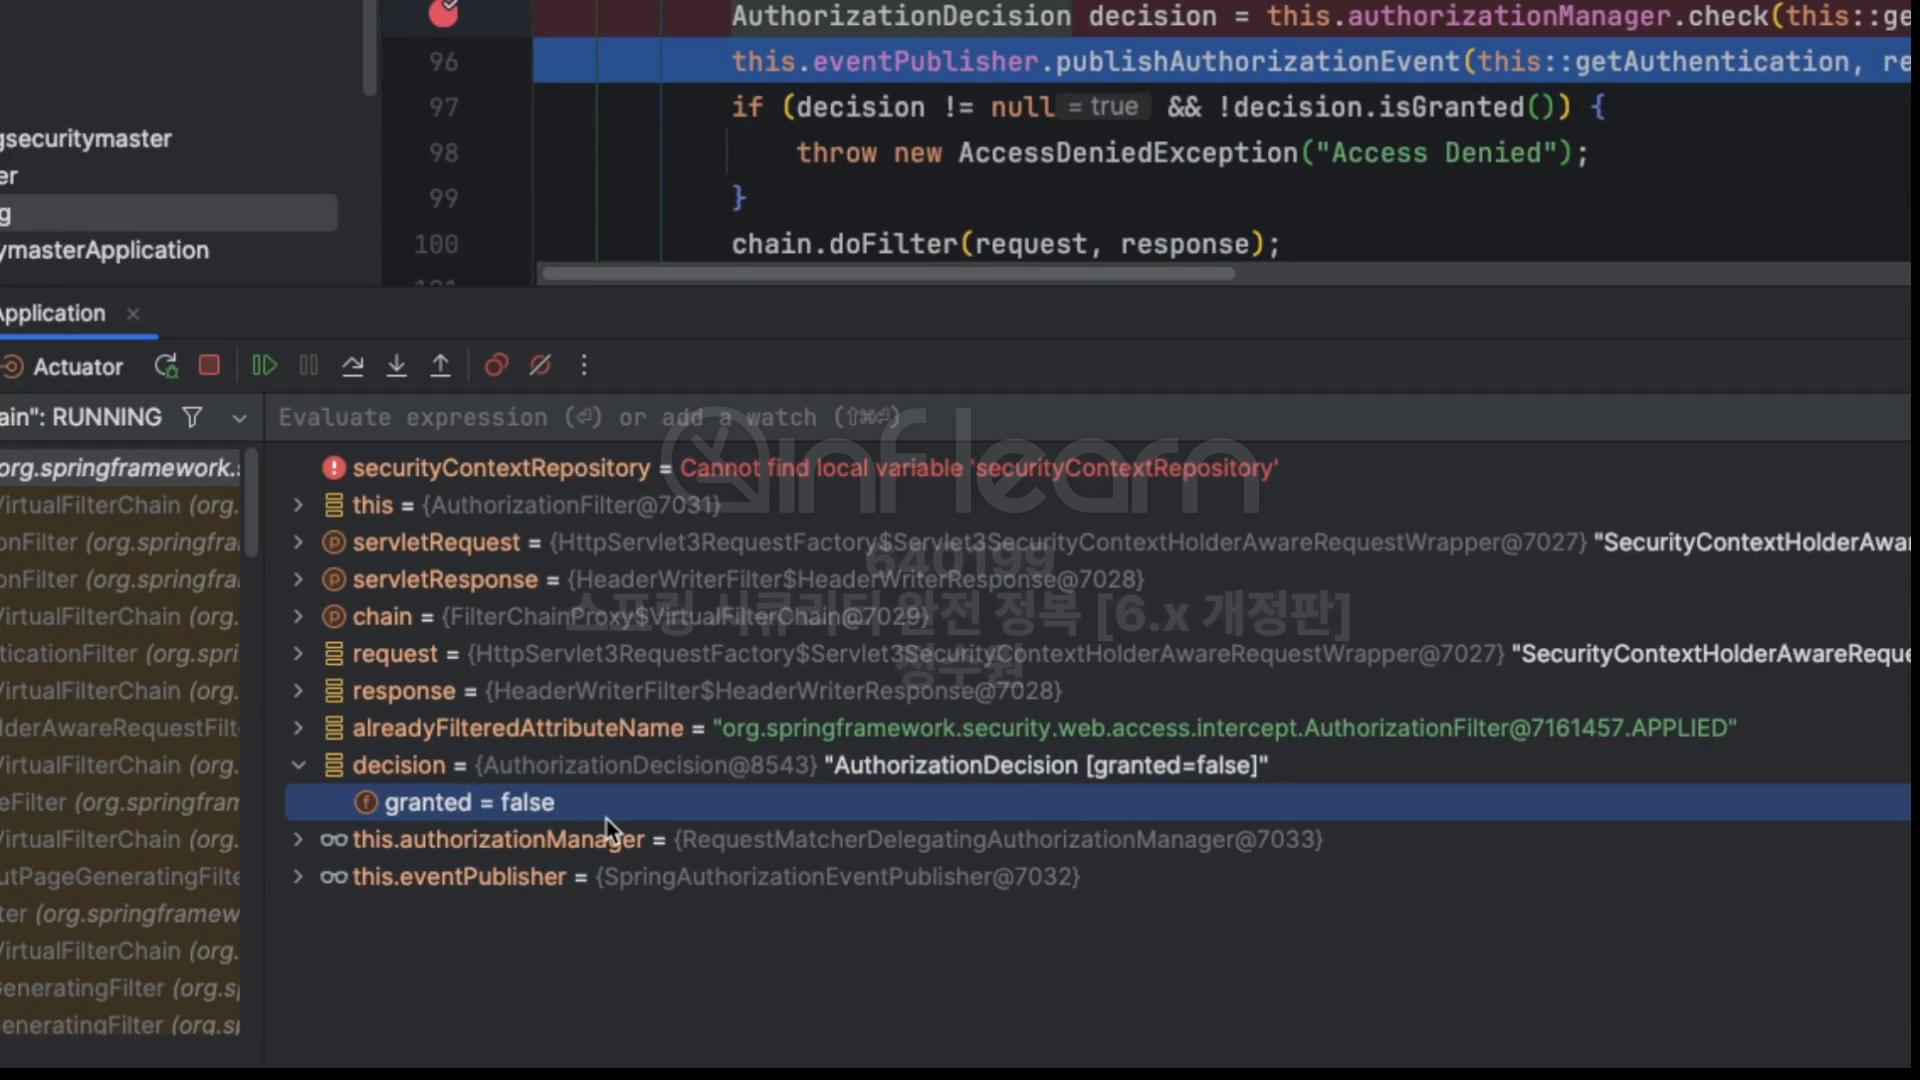 AuthorizationDecision decision = this.authorizationManager.check(this::ge
96 this.eventPublisher.publishAuthorizationEvent(this::getAuthentication, re
97 if (decision != null = true && !decision.isGranted()) {
98 throw new AccessDeniedException("Access Denied");
99 }
100 chain.doFilter(request, response);
gsecuritymaster
er
g
ymasterApplication
Application
Actuator
ain": RUNNING
Evaluate expression (⏎) or add a watch (⇧⌘⏎)
org.springframework.s
VirtualFilterChain (org.
onFilter (org.springfra
onFilter (org.springfra
VirtualFilterChain (org.
ticationFilter (org.spri
VirtualFilterChain (org.
lderAwareRequestFilt
VirtualFilterChain (org.
eFilter (org.springfram
VirtualFilterChain (org.
utPageGeneratingFilte
ter (org.springframew
VirtualFilterChain (org.
GeneratingFilter (org.s
eneratingFilter (org.s
securityContextRepository = Cannot find local variable 'securityContextRepository'
this = {AuthorizationFilter@7031}
servletRequest = {HttpServlet3RequestFactory$Servlet3SecurityContextHolderAwareRequestWrapper@7027} "SecurityContextHolderAwar
servletResponse = {HeaderWriterFilter$HeaderWriterResponse@7028}
chain = {FilterChainProxy$VirtualFilterChain@7029}
request = {HttpServlet3RequestFactory$Servlet3SecurityContextHolderAwareRequestWrapper@7027} "SecurityContextHolderAwareReque
response = {HeaderWriterFilter$HeaderWriterResponse@7028}
alreadyFilteredAttributeName = "org.springframework.security.web.access.intercept.AuthorizationFilter@7161457.APPLIED"
decision = {AuthorizationDecision@8543} "AuthorizationDecision [granted=false]"
granted = false
this.authorizationManager = {RequestMatcherDelegatingAuthorizationManager@7033}
this.eventPublisher = {SpringAuthorizationEventPublisher@7032}
inflearn
640199
스프링 시큐리티 완전 정복 [6.x 개정판]
정수원